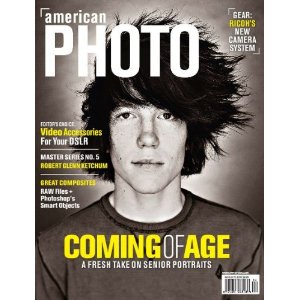 american
PHOTO
GEAR:
RICOH'S
NEW
CAMERA
SYSTEM
EDITOR'S CHOICE
Video Accessories
For Your DSLR
MASTER SERIES NO. 5
ROBERT GLENN KETCHUM
GREAT COMPOSITES
RAW Files +
Photoshop's
Smart Objects
COMING OF AGE
A FRESH TAKE ON SENIOR PORTRAITS